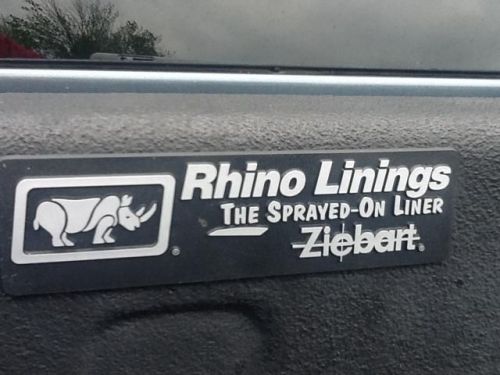 Rhino Linings
The Sprayed-On Liner
Ziebart®
®